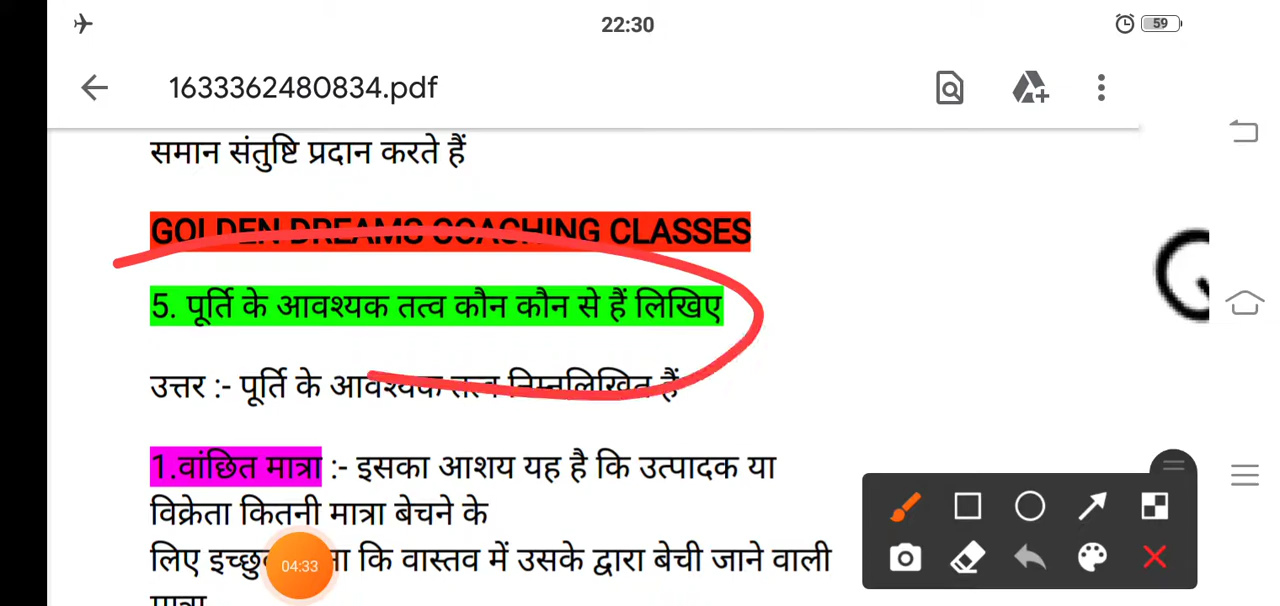 22:30
59
1633362480834.pdf
समान संतुष्टि प्रदान करते हैं
GOLDEN DREAMS COACHING CLASSES
5. पूर्ति के आवश्यक तत्व कौन कौन से हैं लिखिए
उत्तर :- पूर्ति के आवश्यक तत्व निम्नलिखित हैं
1.वांछित मात्रा :- इसका आशय यह है कि उत्पादक या
विक्रेता कितनी मात्रा बेचने के
लिए कि वास्तव में उसके द्वारा बेची जाने वाली
04:33
मात्रा